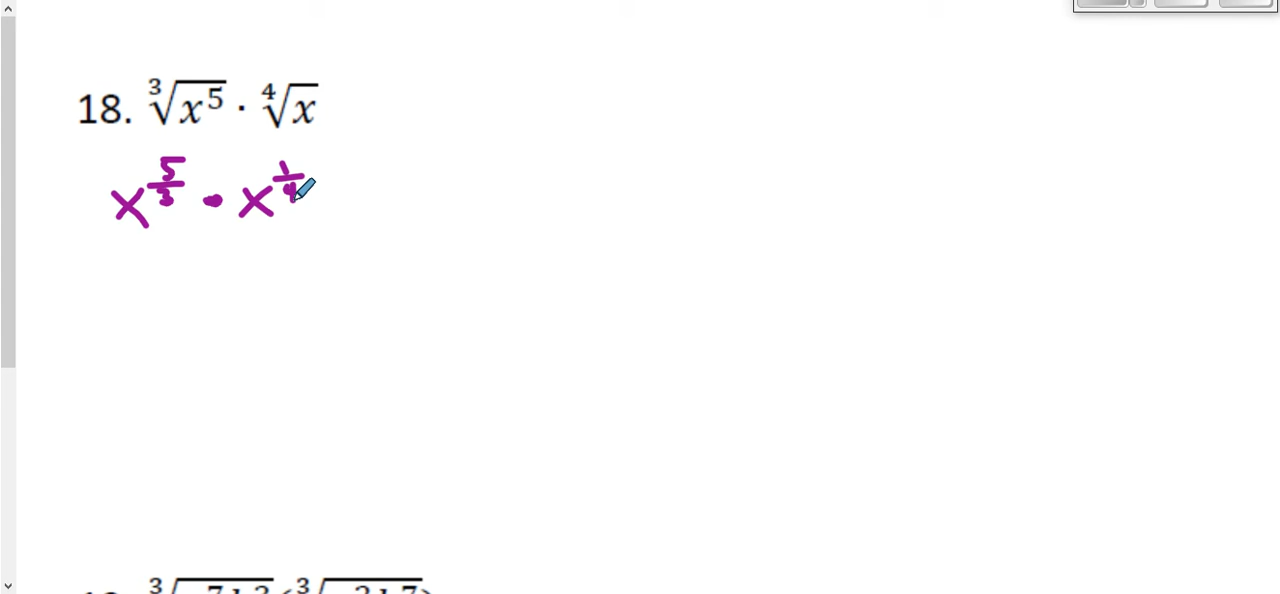 18. ∛x⁵ · ∜x
x^(5/3) · x^(1/4)